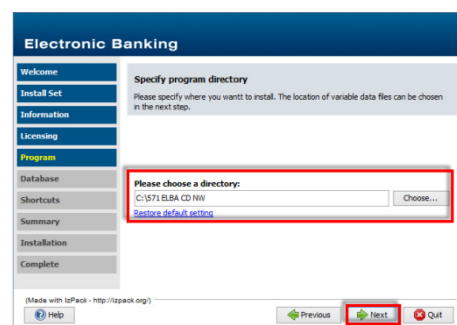 Electronic Banking
Welcome
Install Set
Information
Licensing
Program
Database
Shortcuts
Summary
Installation
Complete
Specify program directory
Please specify where you wantt to install. The location of variable data files can be chosen
in the next step.
Please choose a directory:
C:\571 ELBA CD NW
Choose...
Restore default setting
(Made with IzPack - http://izpack.org/)
Help
Previous
Next
Quit